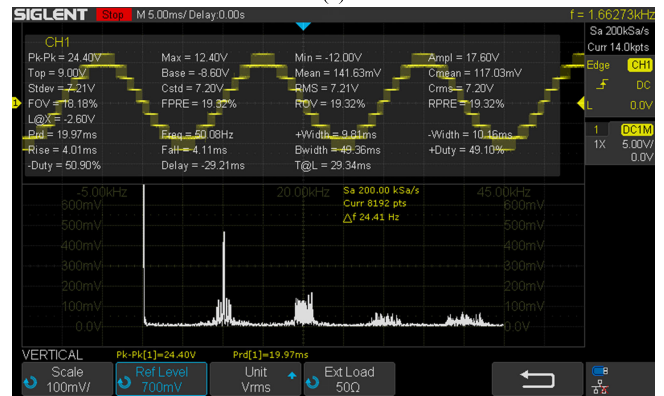 SIGLENT Stop M 5.00ms/ Delay:0.00s f = 1.66273kHz
Sa 200kSa/s
Curr 14.0kpts
Edge CH1
DC
L 0.0V
1 DC1M
1X 5.00V/
0.0V
CH1
Pk-Pk = 24.40V Max = 12.40V Min = -12.00V Ampl = 17.60V
Top = 9.00V Base = -8.60V Mean = 141.63mV Cmean = 117.03mV
Stdev = 7.21V Cstd = 7.20V RMS = 7.21V Crms = 7.20V
FOV = 18.18% FPRE = 19.32% ROV = 19.32% RPRE = 19.32%
L@X = -2.60V
Prd = 19.97ms Freq = 50.08Hz +Width = 9.81ms -Width = 10.16ms
Rise = 4.01ms Fall = 4.11ms Bwidth = 49.36ms +Duty = 49.10%
-Duty = 50.90% Delay = -29.21ms T@L = 29.34ms
-5.00kHz 20.00kHz 45.00kHz
Sa 200.00 kSa/s
Curr 8192 pts
△f 24.41 Hz
600mV 600mV
500mV 500mV
400mV 400mV
300mV 300mV
200mV 200mV
100mV 100mV
0.0V 0.0V
VERTICAL Pk-Pk[1]=24.40V Prd[1]=19.97ms
Scale Ref Level Unit Ext Load
100mV/ 700mV Vrms 50Ω